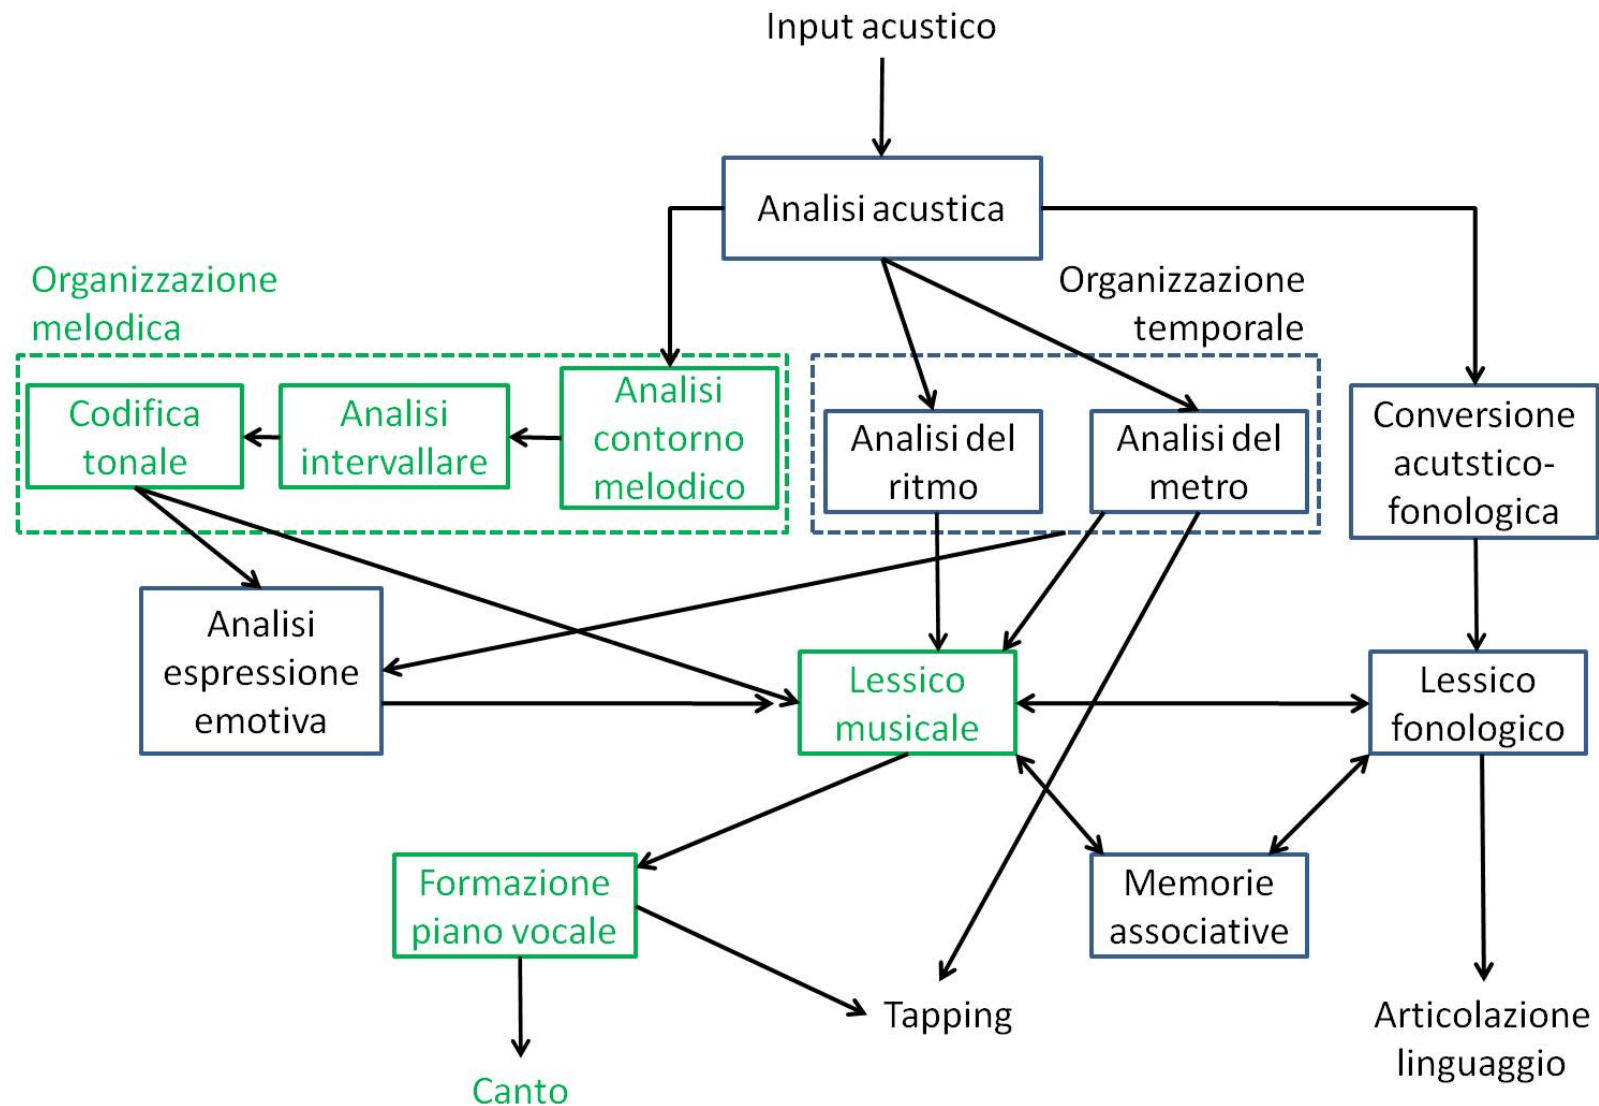 Input acustico
Analisi acustica
Organizzazione
melodica
Organizzazione
temporale
Codifica
tonale
Analisi
intervallare
Analisi
contorno
melodico
Analisi del
ritmo
Analisi del
metro
Conversione
acutstico-
fonologica
Analisi
espressione
emotiva
Lessico
musicale
Lessico
fonologico
Formazione
piano vocale
Memorie
associative
Tapping
Articolazione
linguaggio
Canto